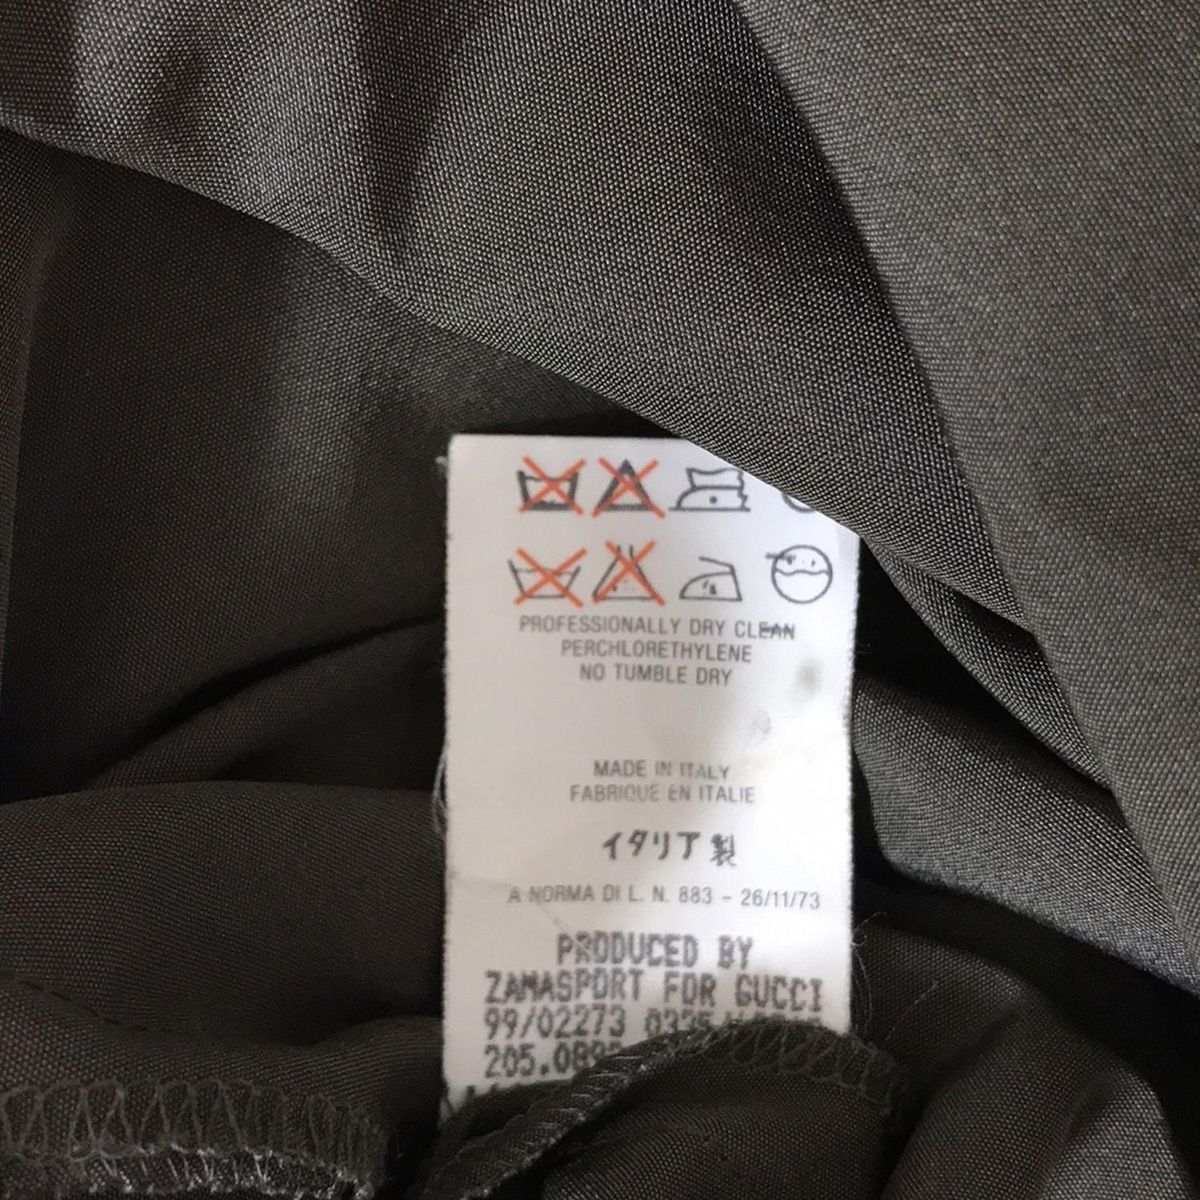 PROFESSIONALLY DRY CLEAN
PERCHLORETHYLENE
NO TUMBLE DRY
MADE IN ITALY
FABRIQUE EN ITALIE
イタリア製
A NORMA DI L. N. 883 - 26/11/73
PRODUCED BY
ZAMASPORT FOR GUCCI
99/02273